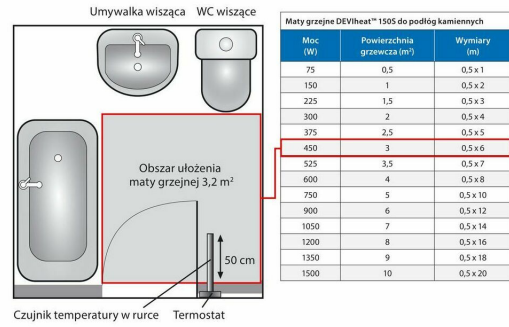 Umywalka wisząca WC wiszące
Obszar ułożenia
maty grzejnej 3,2 m²
50 cm
Czujnik temperatury w rurce Termostat
Maty grzejne DEVIheat™ 150S do podłóg kamiennych
Moc (W) Powierzchnia grzewcza (m²) Wymiary (m)
75 0,5 0,5 x 1
150 1 0,5 x 2
225 1,5 0,5 x 3
300 2 0,5 x 4
375 2,5 0,5 x 5
450 3 0,5 x 6
525 3,5 0,5 x 7
600 4 0,5 x 8
750 5 0,5 x 10
900 6 0,5 x 12
1050 7 0,5 x 14
1200 8 0,5 x 16
1350 9 0,5 x 18
1500 10 0,5 x 20